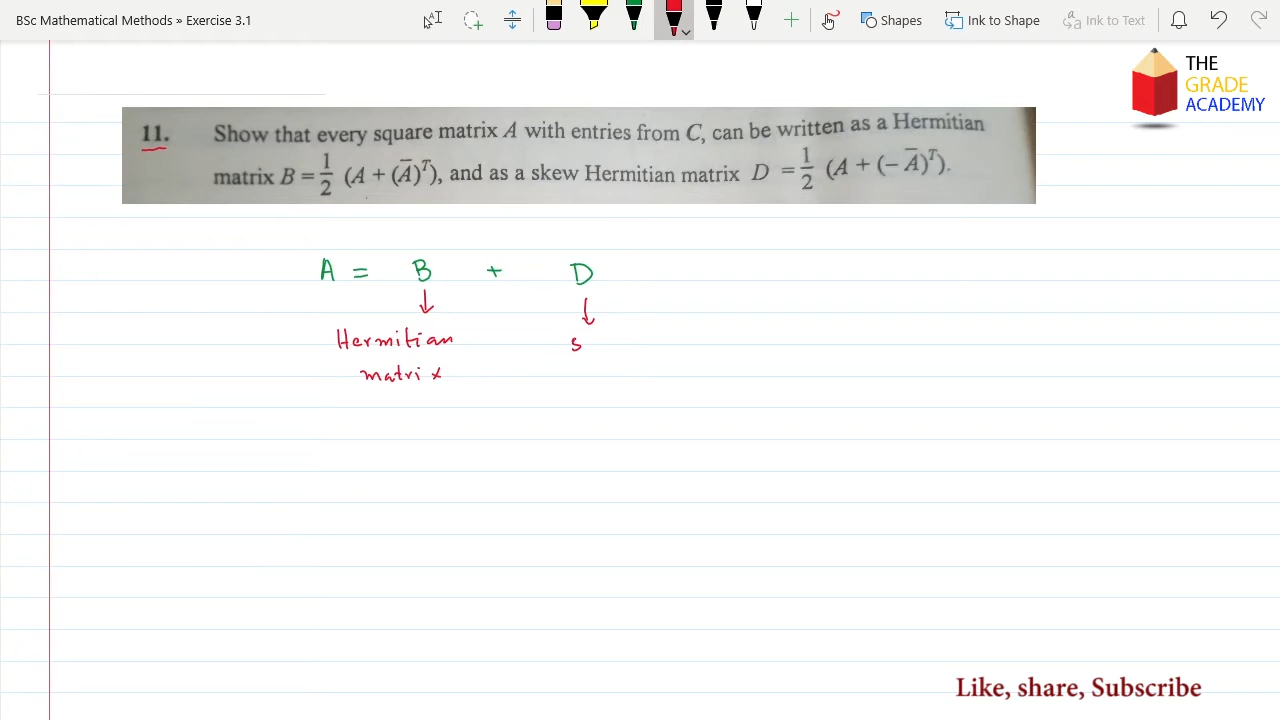 BSc Mathematical Methods » Exercise 3.1
Shapes
Ink to Shape
Ink to Text
THE
GRADE
ACADEMY
11. Show that every square matrix A with entries from C, can be written as a Hermitian
matrix B = 1/2 (A + (A̅)ᵀ), and as a skew Hermitian matrix D = 1/2 (A + (− A̅)ᵀ).
A = B + D
↓ ↓
Hermitian s
matrix
Like, share, Subscribe